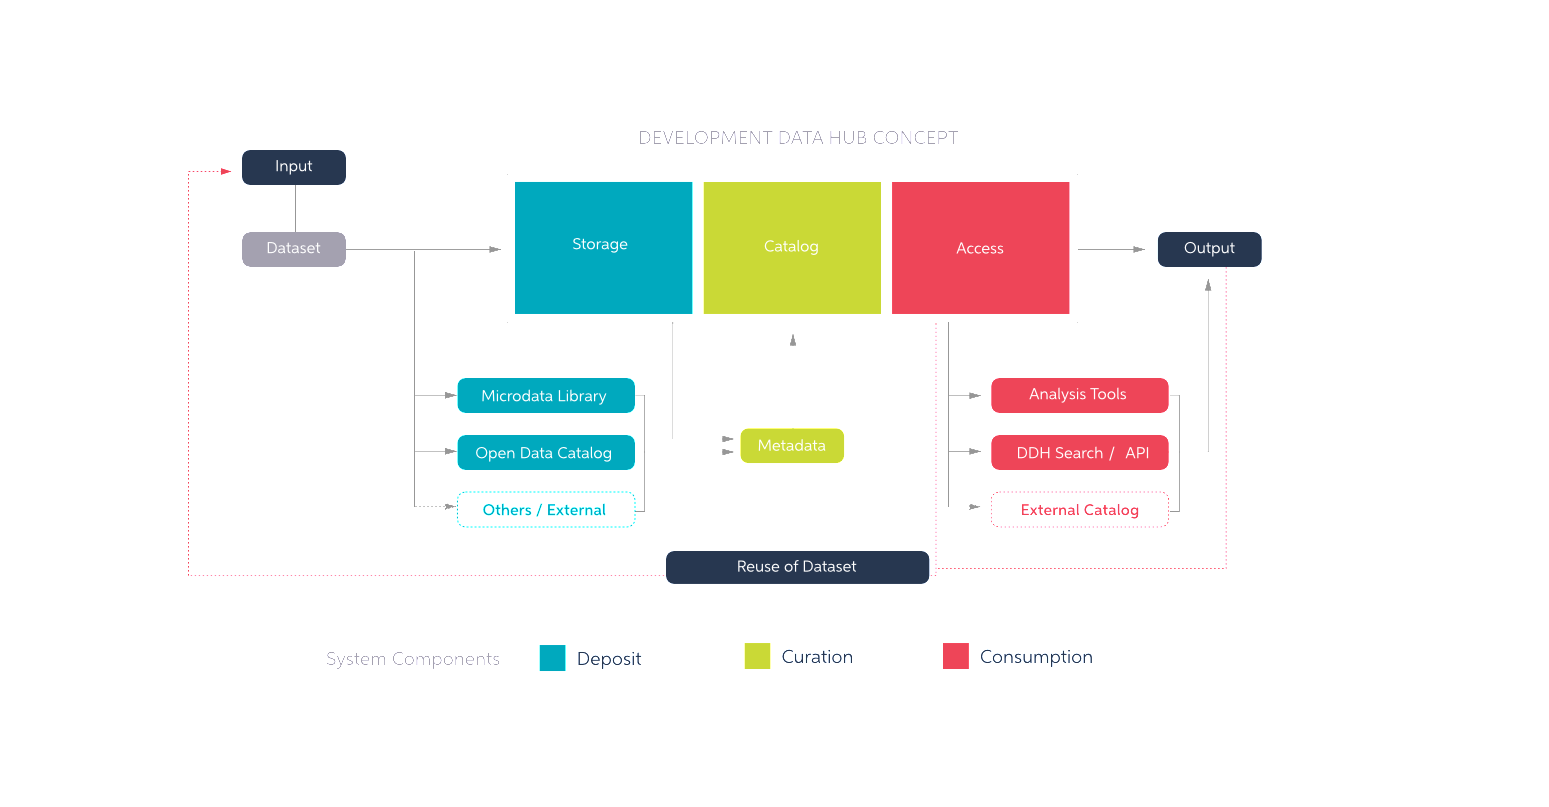 DEVELOPMENT DATA HUB CONCEPT
Input
Dataset
Storage
Catalog
Access
Output
Microdata Library
Open Data Catalog
Others / External
Metadata
Analysis Tools
DDH Search / API
External Catalog
Reuse of Dataset
System Components
Deposit
Curation
Consumption